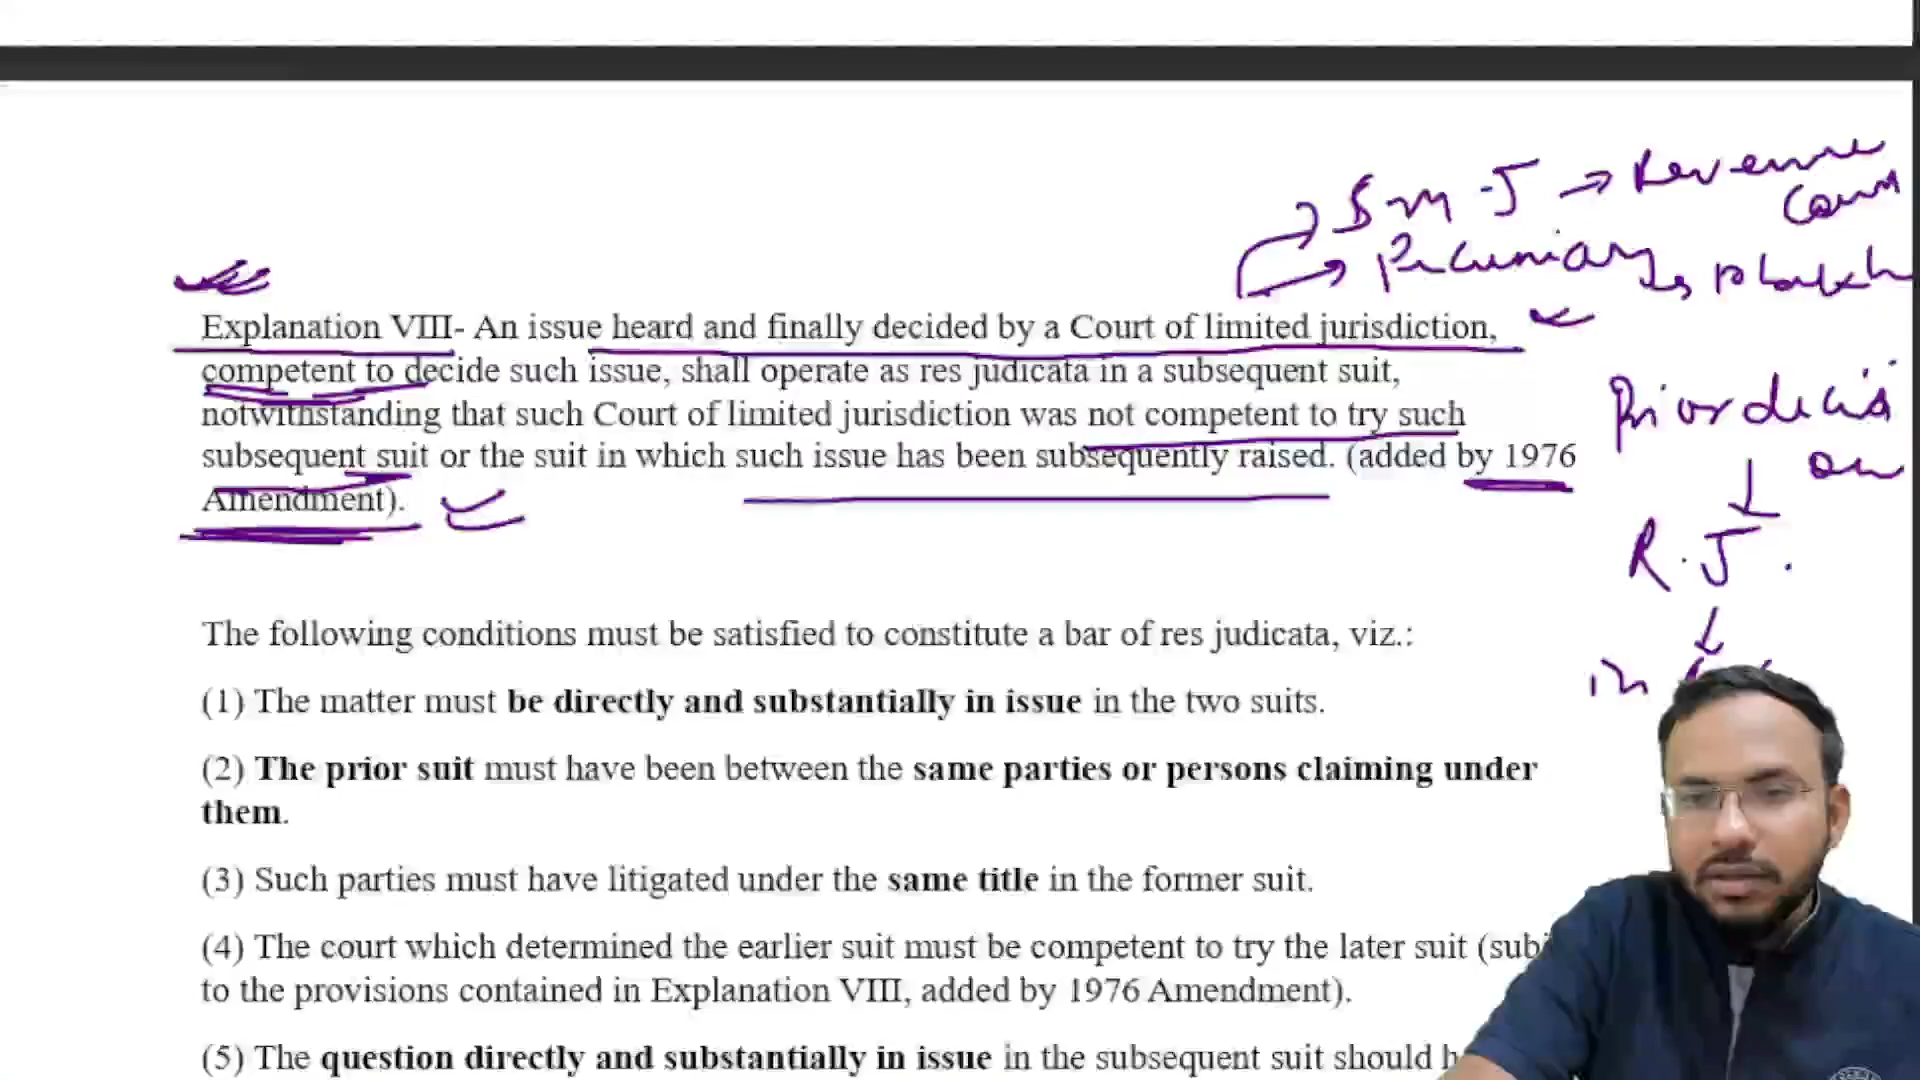 S m. J → Revenue
Court
Pecuniary
Explanation VIII- An issue heard and finally decided by a Court of limited jurisdiction,
competent to decide such issue, shall operate as res judicata in a subsequent suit,
notwithstanding that such Court of limited jurisdiction was not competent to try such
subsequent suit or the suit in which such issue has been subsequently raised. (added by 1976
Amendment).
Prior decisi
on
R.J.
in
The following conditions must be satisfied to constitute a bar of res judicata, viz.:
(1) The matter must be directly and substantially in issue in the two suits.
(2) The prior suit must have been between the same parties or persons claiming under
them.
(3) Such parties must have litigated under the same title in the former suit.
(4) The court which determined the earlier suit must be competent to try the later suit (sub
to the provisions contained in Explanation VIII, added by 1976 Amendment).
(5) The question directly and substantially in issue in the subsequent suit should